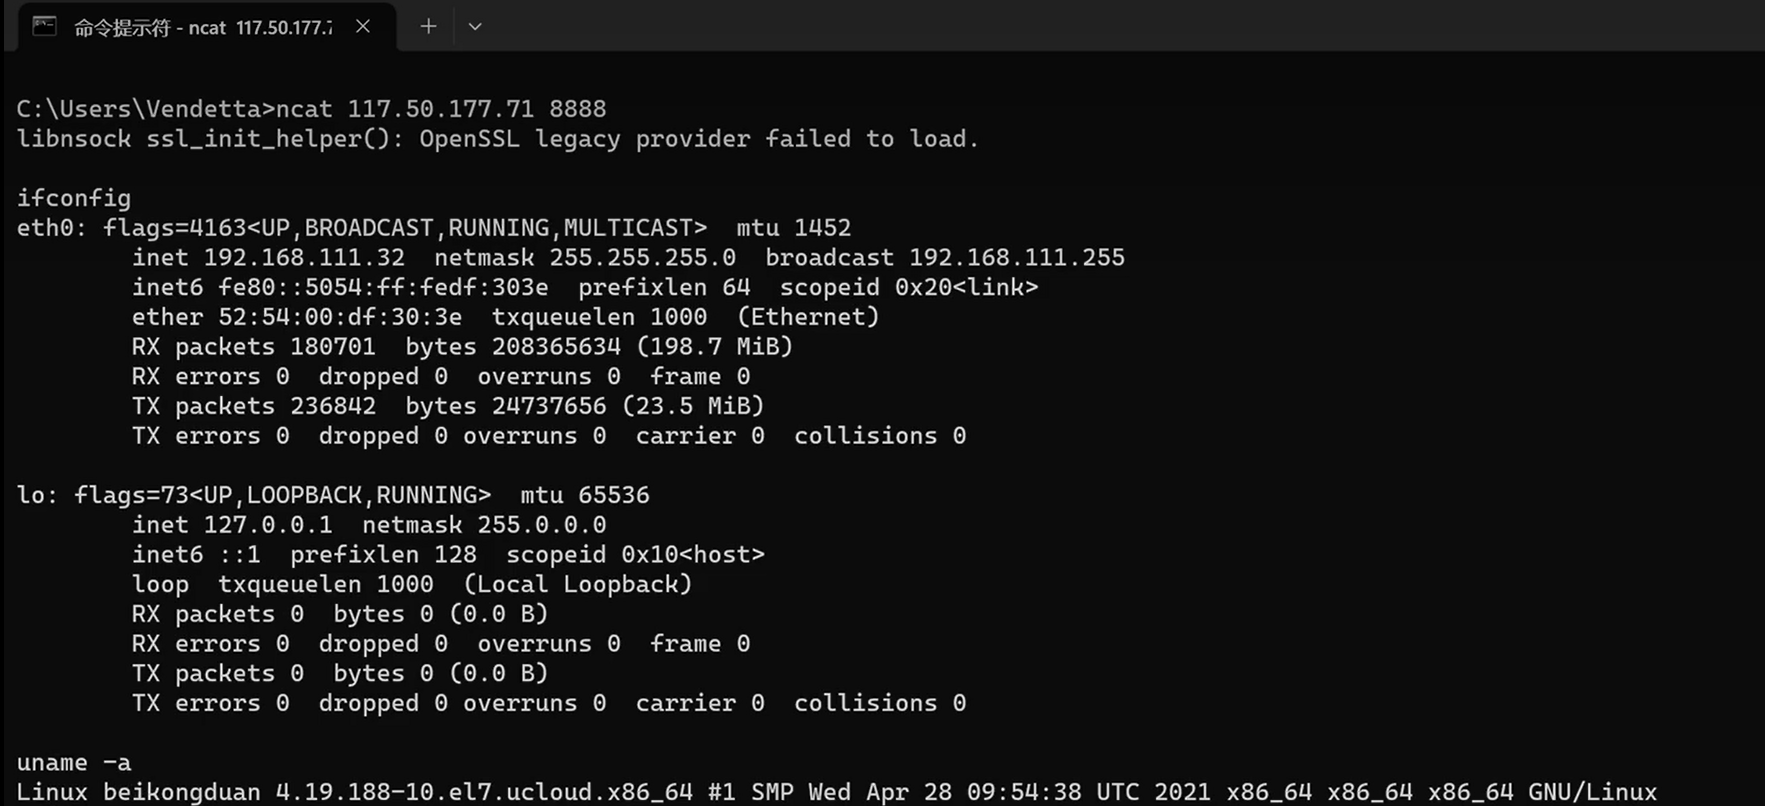 命令提示符 - ncat 117.50.177.7
C:\Users\Vendetta>ncat 117.50.177.71 8888
libnsock ssl_init_helper(): OpenSSL legacy provider failed to load.
ifconfig
eth0: flags=4163<UP,BROADCAST,RUNNING,MULTICAST>  mtu 1452
        inet 192.168.111.32  netmask 255.255.255.0  broadcast 192.168.111.255
        inet6 fe80::5054:ff:fedf:303e  prefixlen 64  scopeid 0x20<link>
        ether 52:54:00:df:30:3e  txqueuelen 1000  (Ethernet)
        RX packets 180701  bytes 208365634 (198.7 MiB)
        RX errors 0  dropped 0  overruns 0  frame 0
        TX packets 236842  bytes 24737656 (23.5 MiB)
        TX errors 0  dropped 0 overruns 0  carrier 0  collisions 0
lo: flags=73<UP,LOOPBACK,RUNNING>  mtu 65536
        inet 127.0.0.1  netmask 255.0.0.0
        inet6 ::1  prefixlen 128  scopeid 0x10<host>
        loop  txqueuelen 1000  (Local Loopback)
        RX packets 0  bytes 0 (0.0 B)
        RX errors 0  dropped 0  overruns 0  frame 0
        TX packets 0  bytes 0 (0.0 B)
        TX errors 0  dropped 0 overruns 0  carrier 0  collisions 0
uname -a
Linux beikongduan 4.19.188-10.el7.ucloud.x86_64 #1 SMP Wed Apr 28 09:54:38 UTC 2021 x86_64 x86_64 x86_64 GNU/Linux